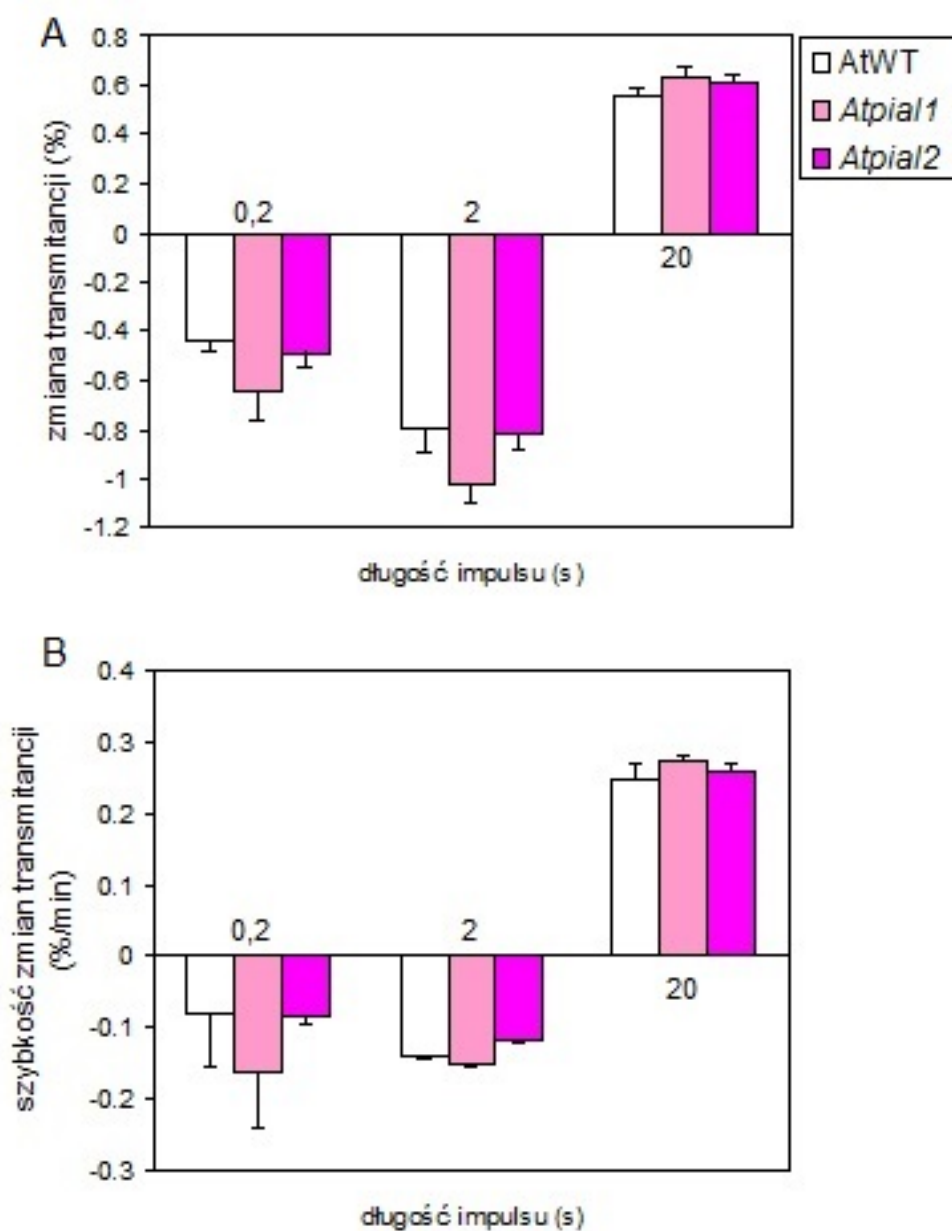 A
0.8
0.6
0.4
0.2
0
-0.2
-0.4
-0.6
-0.8
-1
-1.2
zmiana transmitancji (%)
0,2
2
20
długość impulsu (s)
AtWT
Atpial1
Atpial2
B
0.4
0.3
0.2
0.1
0
-0.1
-0.2
-0.3
szybkość zmian transmitancji
(%/min)
0,2
2
20
długość impulsu (s)